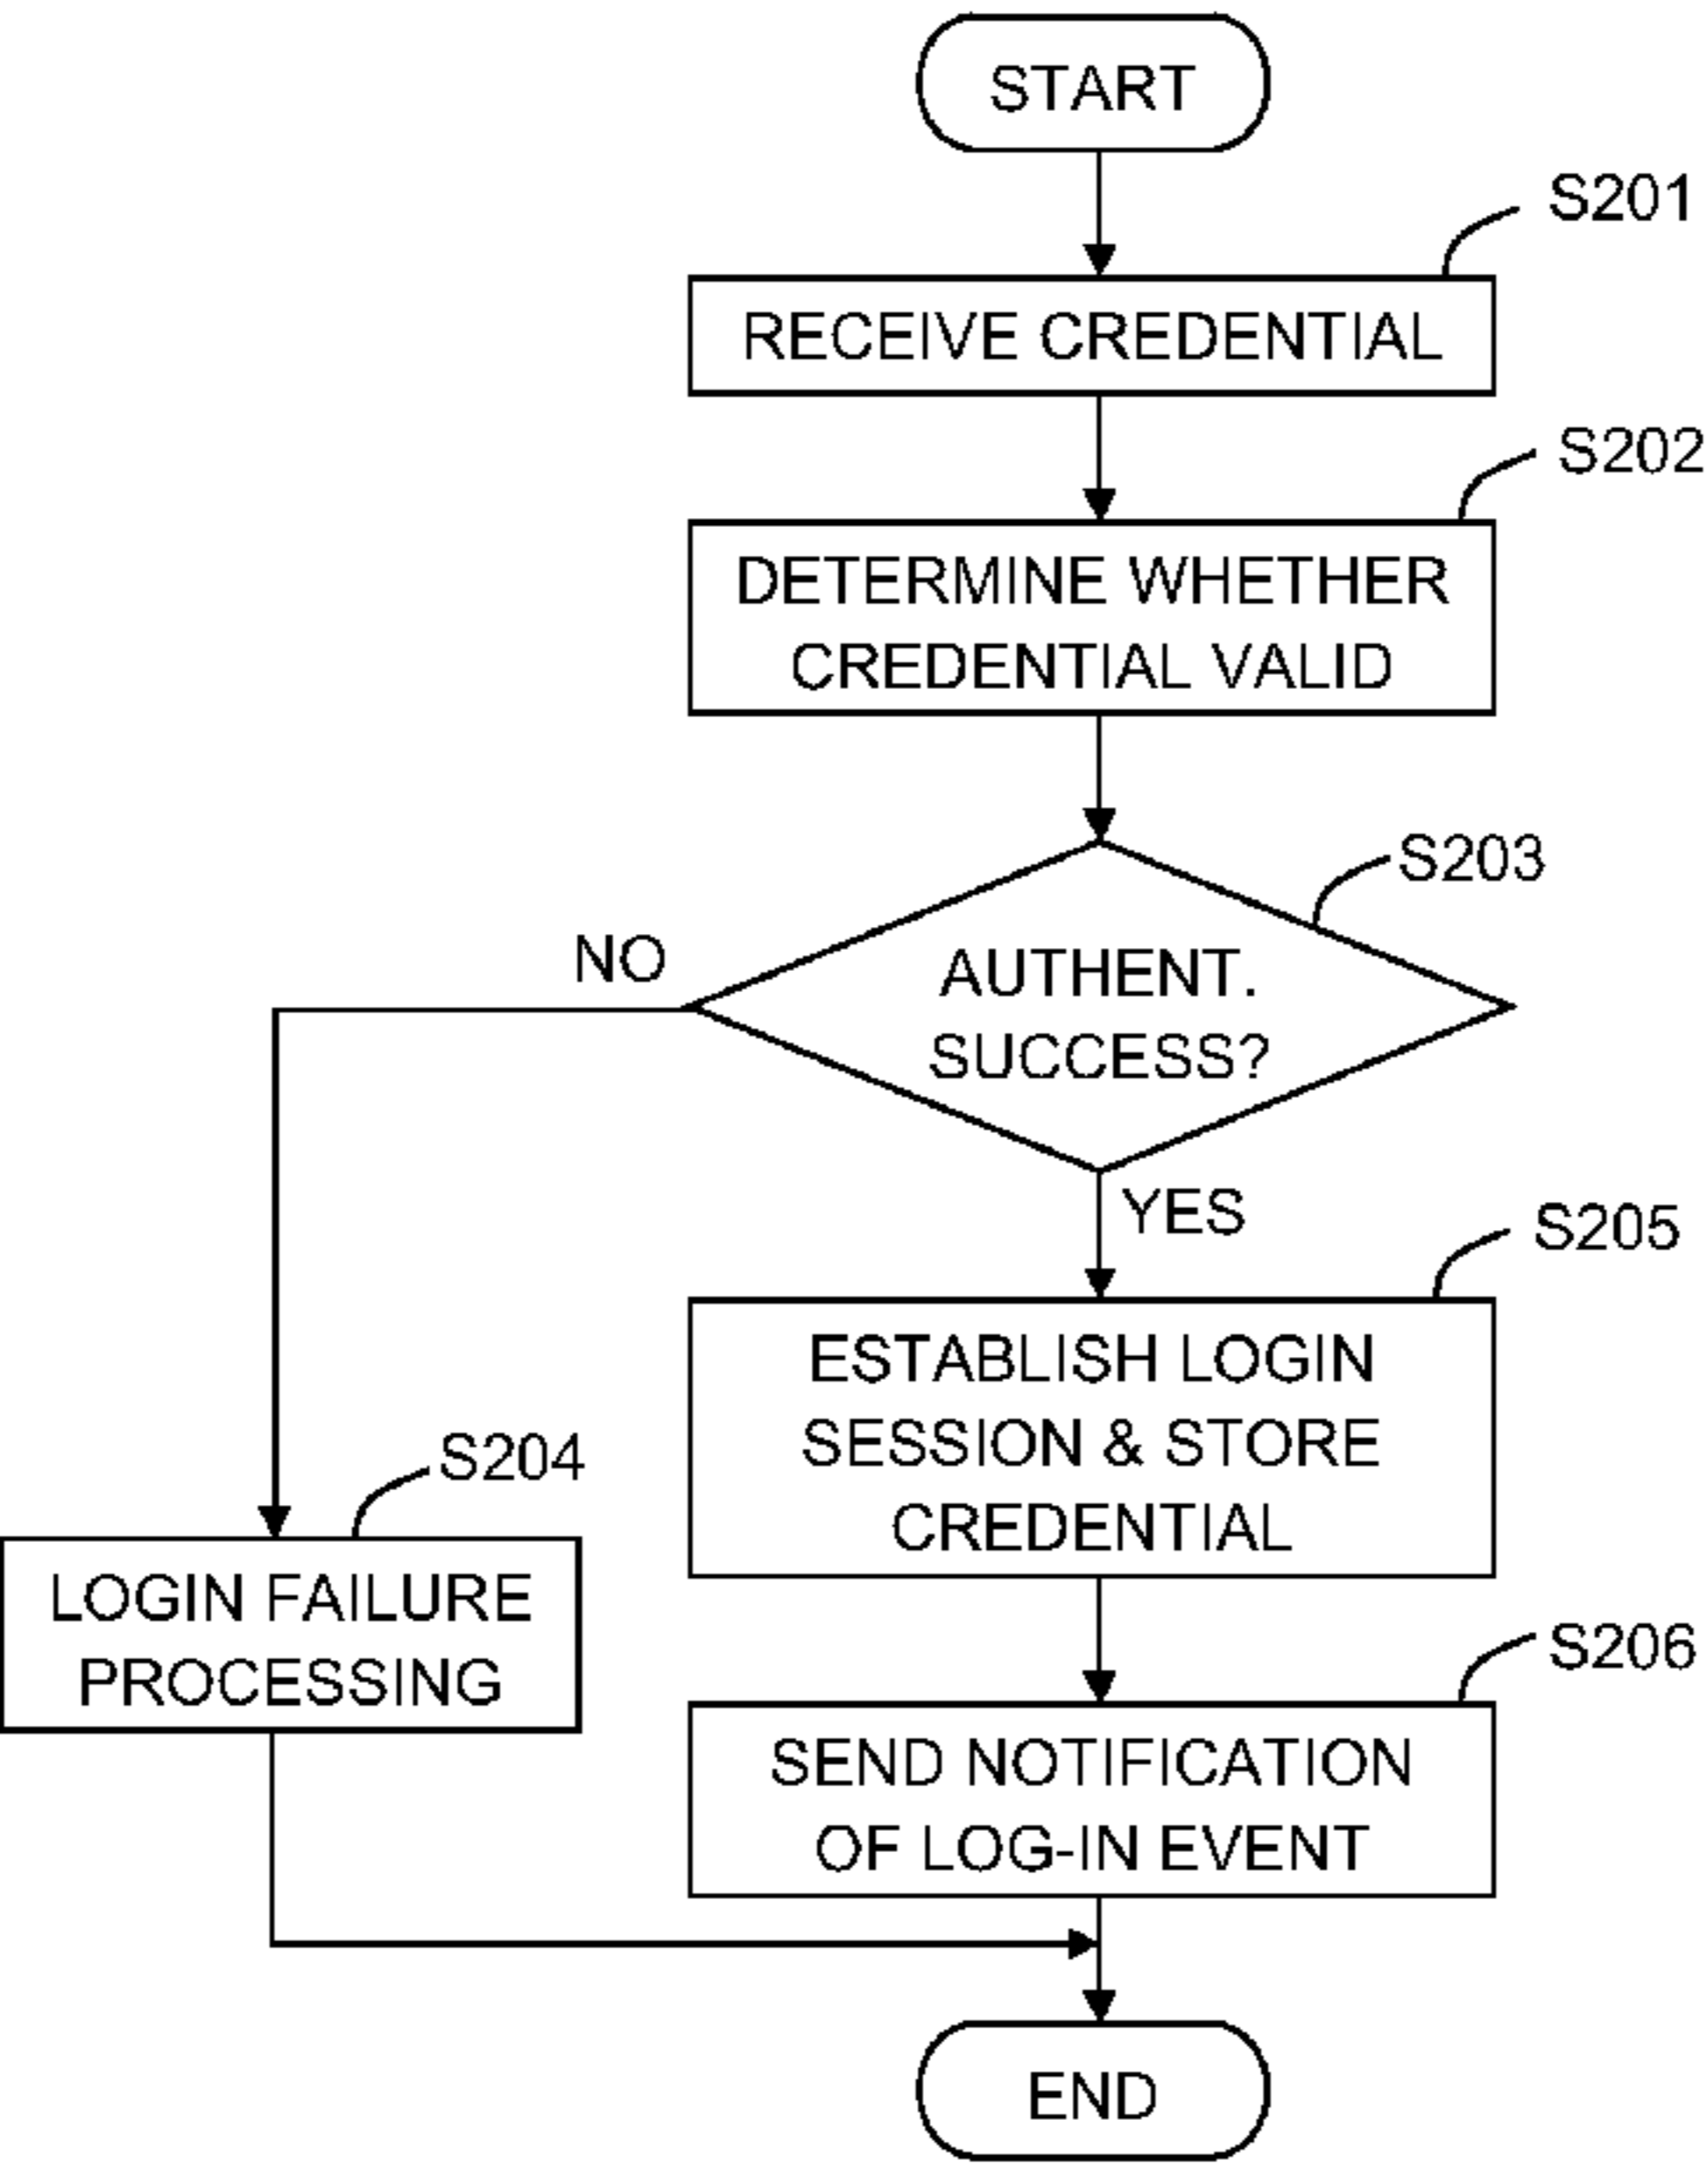 START
S201
RECEIVE CREDENTIAL
S202
DETERMINE WHETHER
CREDENTIAL VALID
S203
NO
AUTHENT.
SUCCESS?
YES
S205
ESTABLISH LOGIN
SESSION & STORE
CREDENTIAL
S204
LOGIN FAILURE
PROCESSING
S206
SEND NOTIFICATION
OF LOG-IN EVENT
END